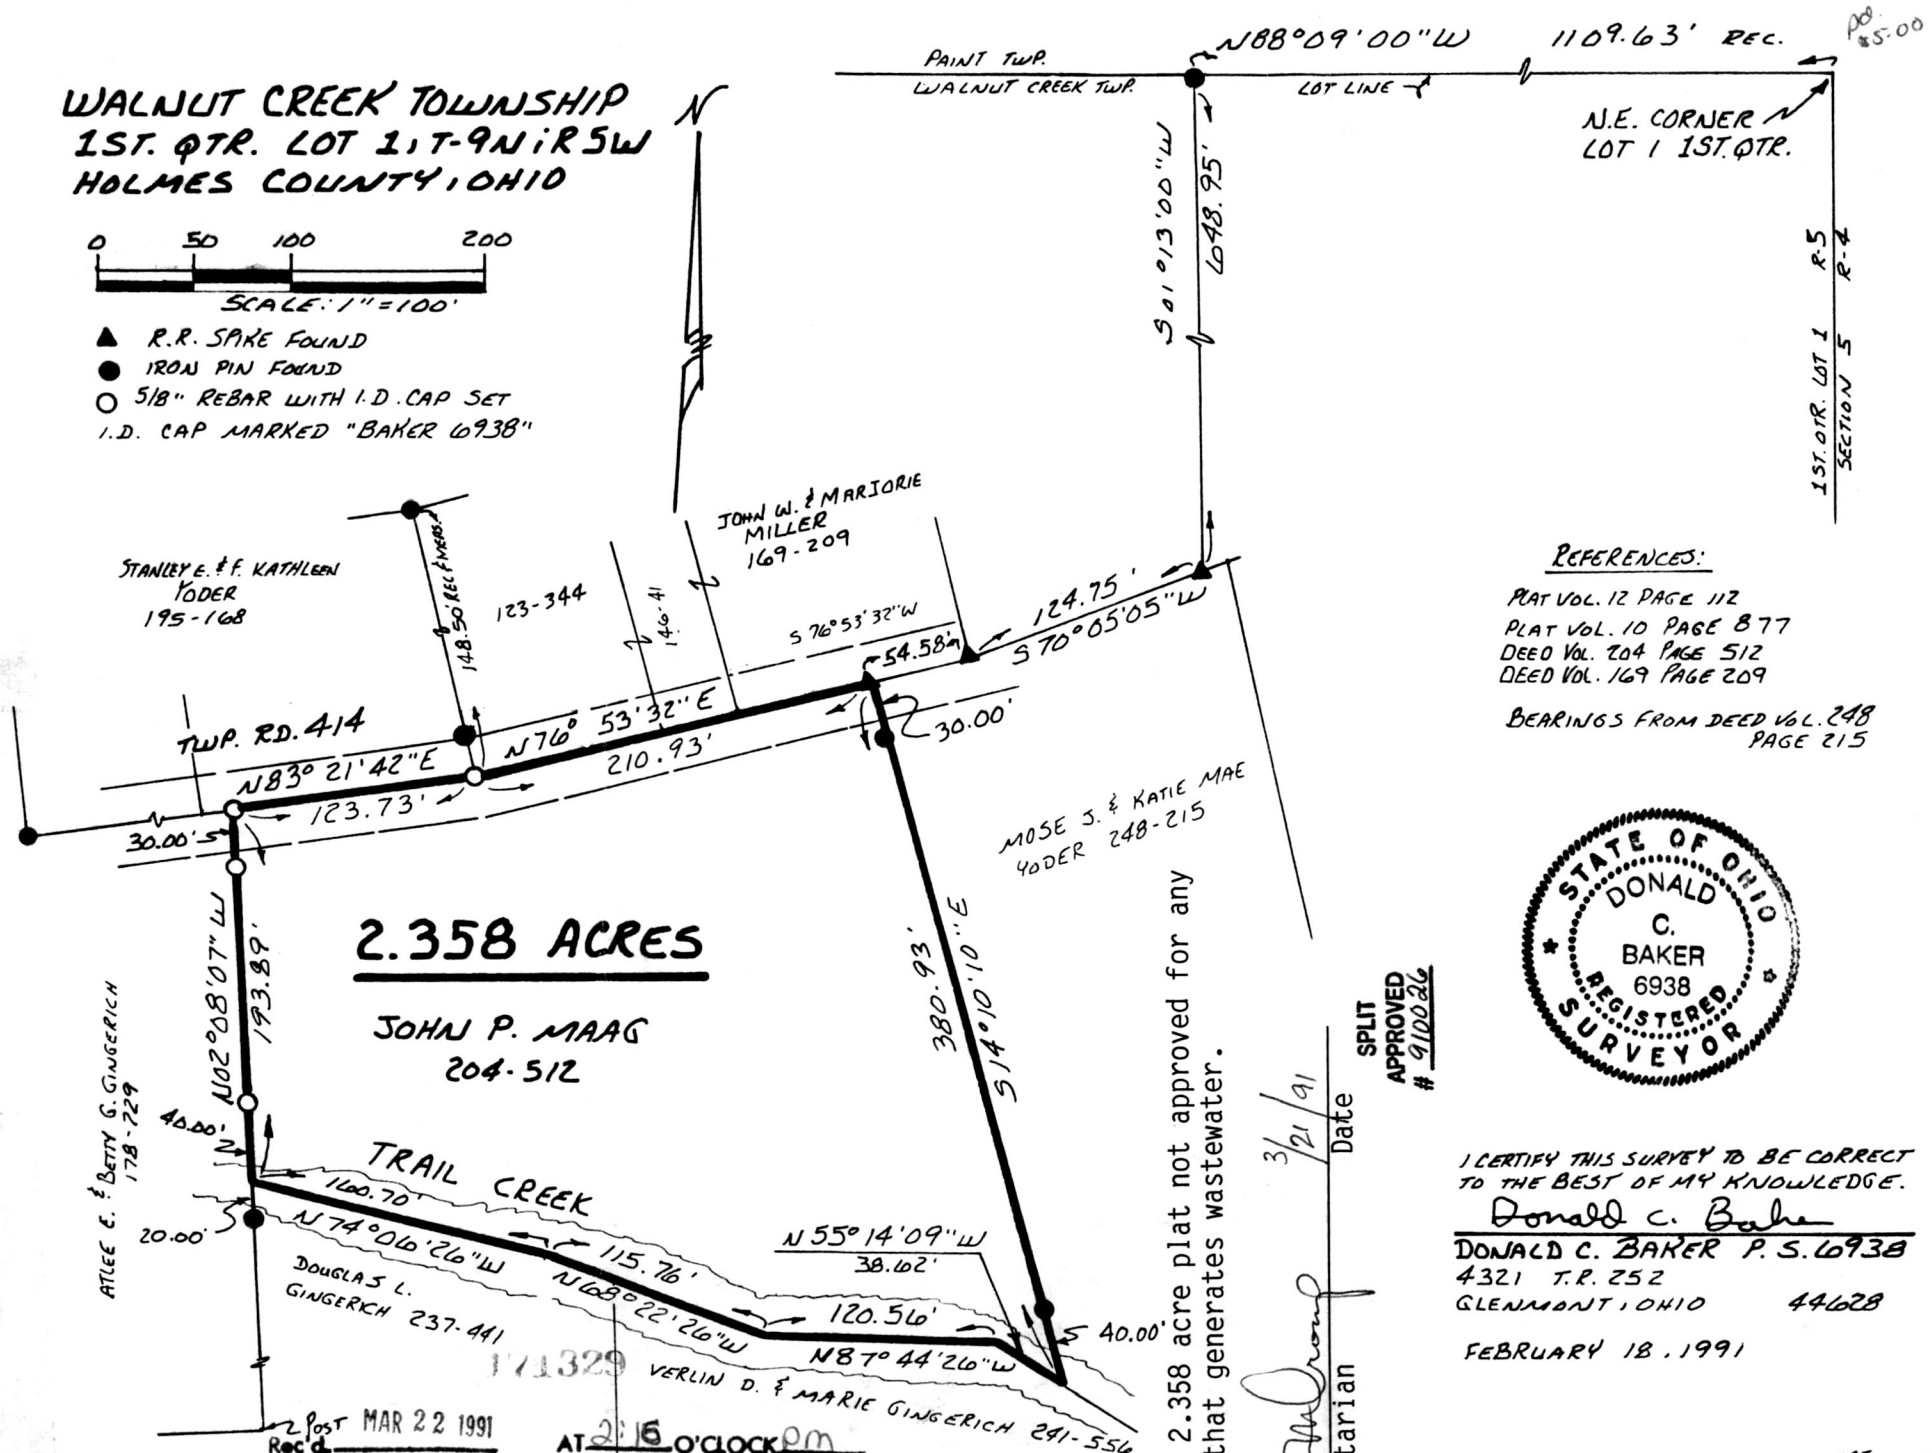 pd.
$5.00
N88°09'00"W 1109.63' REC.
PAINT TWP.
WALNUT CREEK TWP.
LOT LINE
N.E. CORNER
LOT 1 1ST. QTR.
WALNUT CREEK TOWNSHIP
1ST. QTR. LOT 1, T-9N; R5W
HOLMES COUNTY, OHIO
N
0 50 100 200
SCALE: 1"=100'
R.R. SPIKE FOUND
IRON PIN FOUND
5/8" REBAR WITH I.D. CAP SET
I.D. CAP MARKED "BAKER 6938"
S01°13'00"W
648.95'
1ST. QTR. LOT 1 R-5
SECTION 5 R-4
STANLEY E. & F. KATHLEEN
YODER
195-168
148.50' REC. & MEAS.
123-344
146-41
JOHN W. & MARJORIE
MILLER
169-209
S 76°53'32"W
54.58'
124.75'
S 70°05'05"W
REFERENCES:
PLAT VOL. 12 PAGE 112
PLAT VOL. 10 PAGE 877
DEED VOL. 204 PAGE 512
DEED VOL. 169 PAGE 209
BEARINGS FROM DEED VOL. 248
PAGE 215
TWP. RD. 414
N83°21'42"E
123.73'
N76° 53'32"E
210.93'
30.00'
30.00'
MOSE J. & KATIE MAE
YODER 248-215
N02°08'07"W
193.89'
2.358 ACRES
JOHN P. MAAG
204-512
380.93'
S14°10'10"E
ATLEE E. & BETTY G. GINGERICH
178-729
40.00'
20.00'
TRAIL CREEK
160.70'
N74°06'26"W
115.76'
N68°22'26"W
N 55°14'09"W
38.62'
120.56'
N87°44'26"W
40.00'
DOUGLAS L.
GINGERICH 237-441
171329
VERLIN D. & MARIE GINGERICH 241-556
POST
Rec'd MAR 22 1991 AT 2:15 O'CLOCK PM
2.358 acre plat not approved for any
that generates wastewater.
3/21/91
Date
tarian
SPLIT
APPROVED
# 910026
STATE OF OHIO
DONALD
C.
BAKER
6938
REGISTERED
SURVEYOR
I CERTIFY THIS SURVEY TO BE CORRECT
TO THE BEST OF MY KNOWLEDGE.
Donald C. Baker
DONALD C. BAKER P.S. 6938
4321 T.R. 252
GLENMONT, OHIO 44628
FEBRUARY 18, 1991